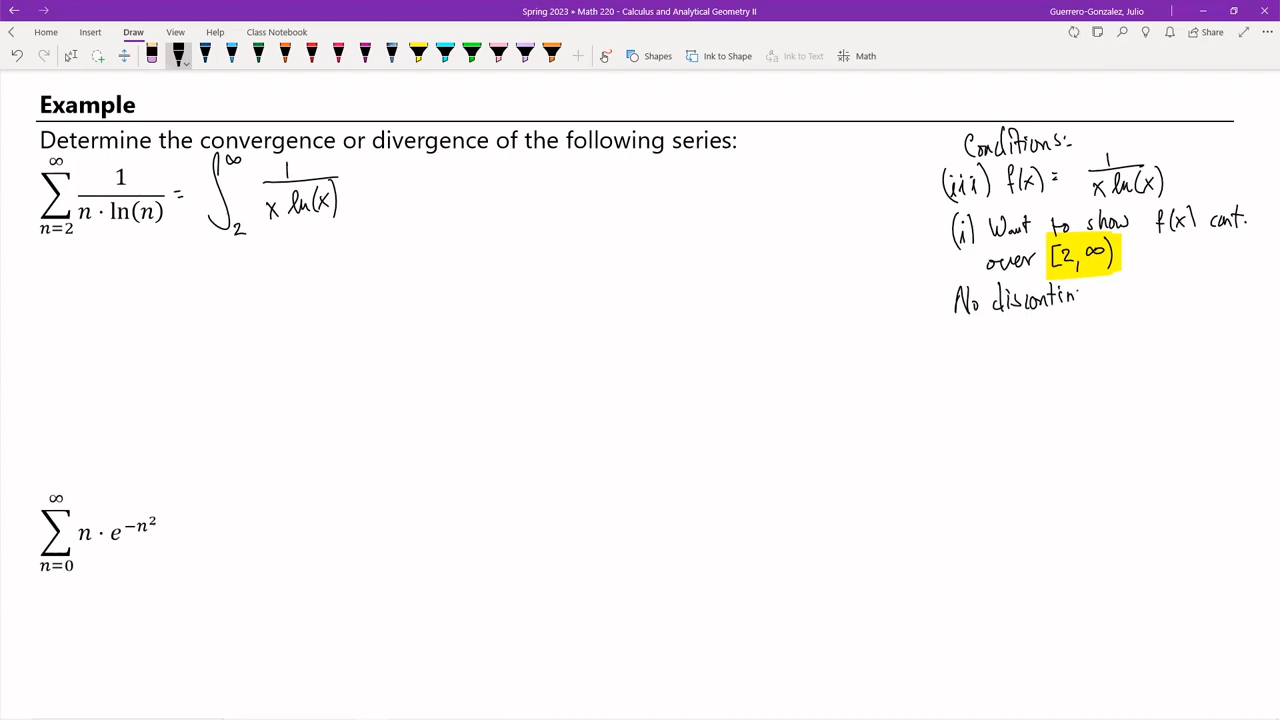 Spring 2023 » Math 220 - Calculus and Analytical Geometry II
Guerrero-Gonzalez, Julio
Home Insert Draw View Help Class Notebook
Share
Shapes Ink to Shape Ink to Text Math
Example
Determine the convergence or divergence of the following series:
∑_{n=2}^{∞} 1/(n · ln(n)) = ∫_2^∞ 1/(x ln(x))
Conditions:
(iii) f(x) = 1/(x ln(x))
(i) Want to show f(x) cont.
over [2, ∞)
No discontin
∑_{n=0}^{∞} n · e^{−n²}